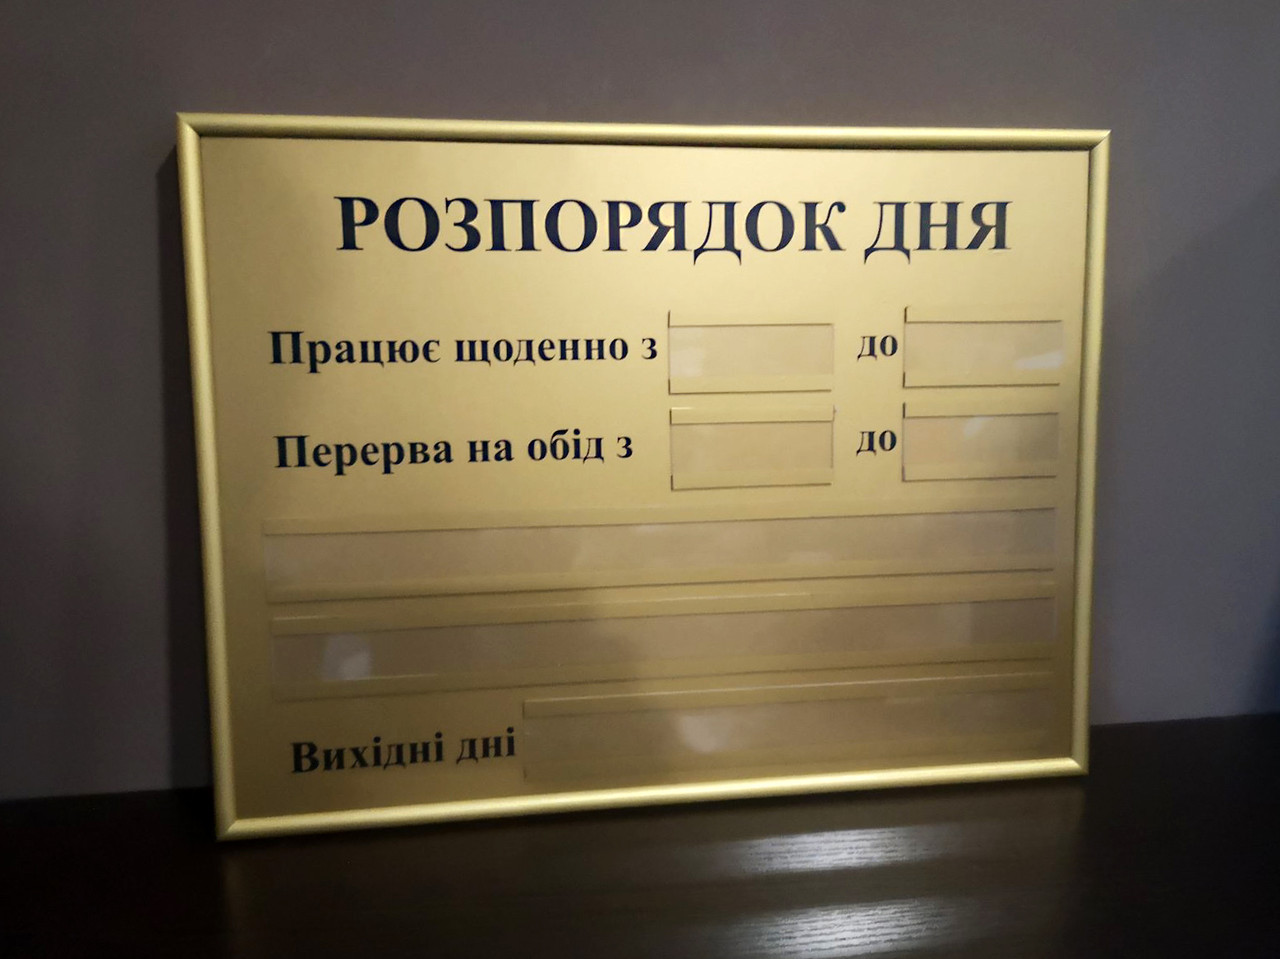 РОЗПОРЯДОК ДНЯ
Працює щоденно з до
Перерва на обід з до
Вихідні дні